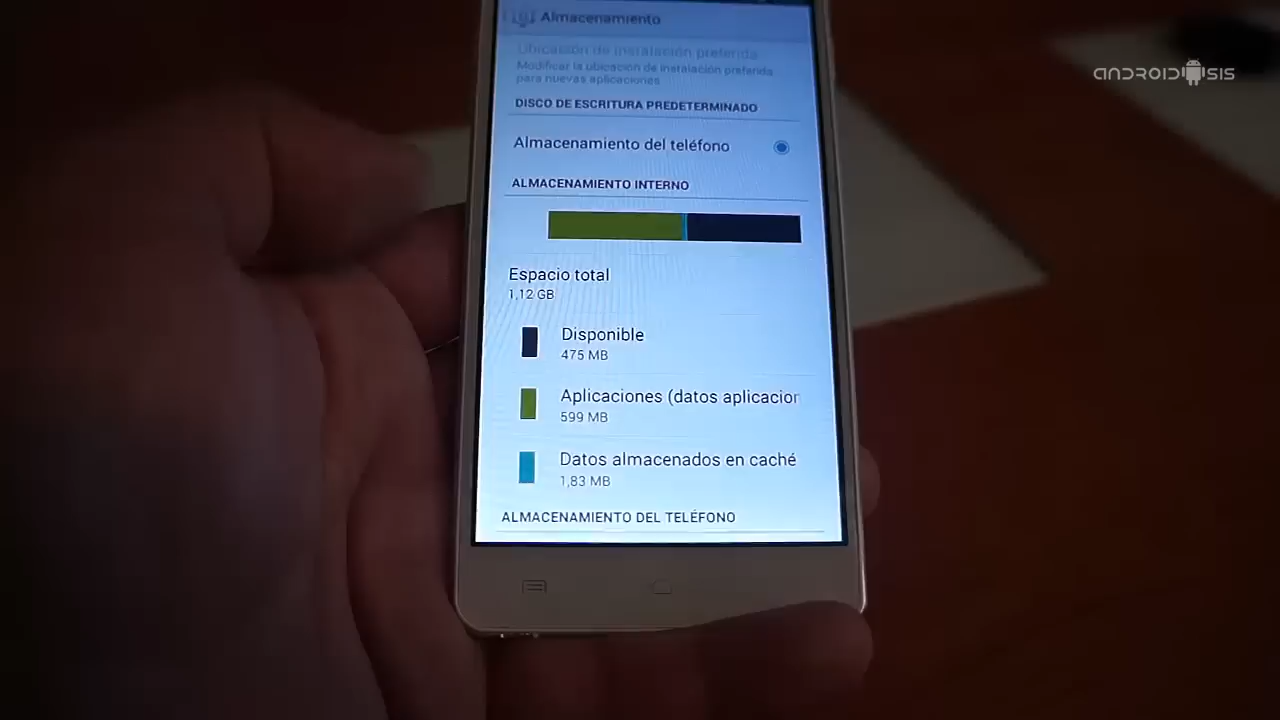 Almacenamiento
ANDROIDSIS
Ubicación de instalación preferida
Modificar la ubicación de instalación preferida
para nuevas aplicaciones
DISCO DE ESCRITURA PREDETERMINADO
Almacenamiento del teléfono
ALMACENAMIENTO INTERNO
Espacio total
1,12 GB
Disponible
475 MB
Aplicaciones (datos aplicacion
599 MB
Datos almacenados en caché
1,83 MB
ALMACENAMIENTO DEL TELÉFONO